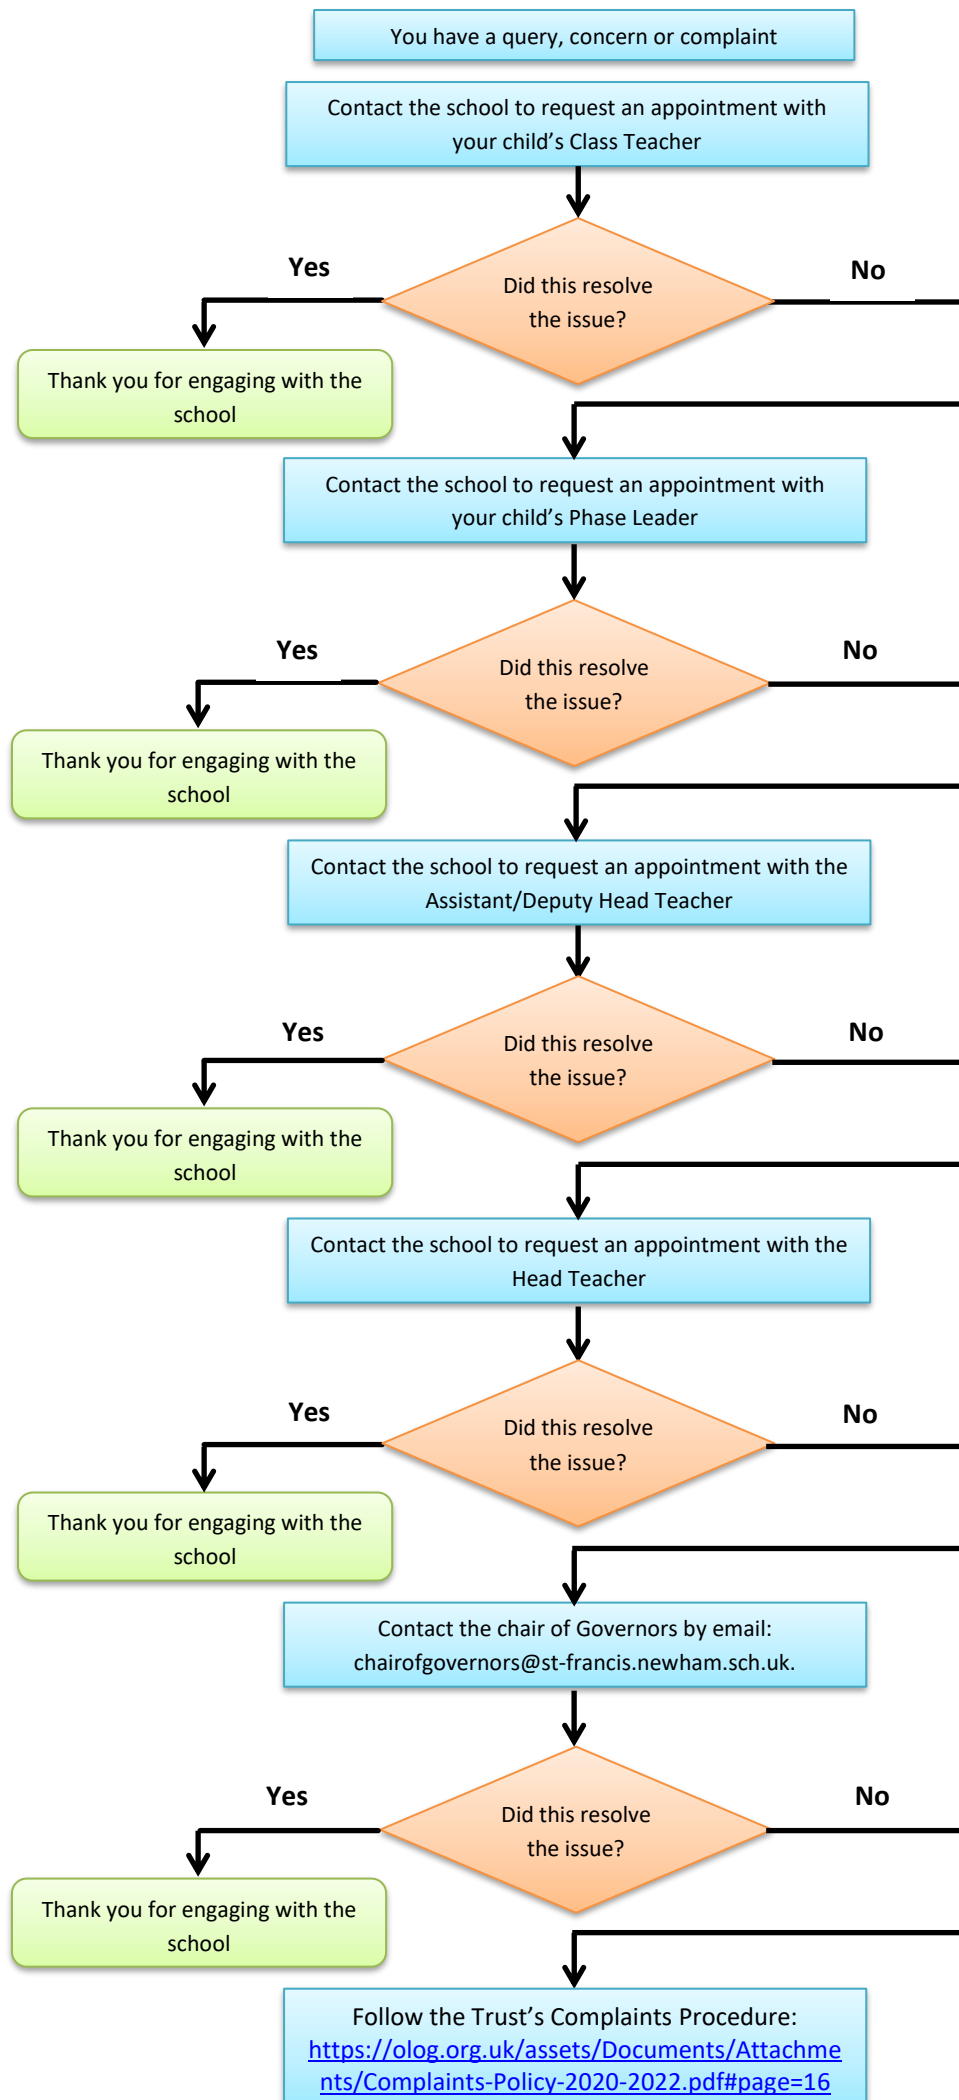 You have a query, concern or complaint
Contact the school to request an appointment with
your child’s Class Teacher
Yes
Did this resolve
the issue?
No
Thank you for engaging with the
school
Contact the school to request an appointment with
your child’s Phase Leader
Yes
Did this resolve
the issue?
No
Thank you for engaging with the
school
Contact the school to request an appointment with the
Assistant/Deputy Head Teacher
Yes
Did this resolve
the issue?
No
Thank you for engaging with the
school
Contact the school to request an appointment with the
Head Teacher
Yes
Did this resolve
the issue?
No
Thank you for engaging with the
school
Contact the chair of Governors by email:
chairofgovernors@st-francis.newham.sch.uk.
Yes
Did this resolve
the issue?
No
Thank you for engaging with the
school
Follow the Trust’s Complaints Procedure:
https://olog.org.uk/assets/Documents/Attachme
nts/Complaints-Policy-2020-2022.pdf#page=16